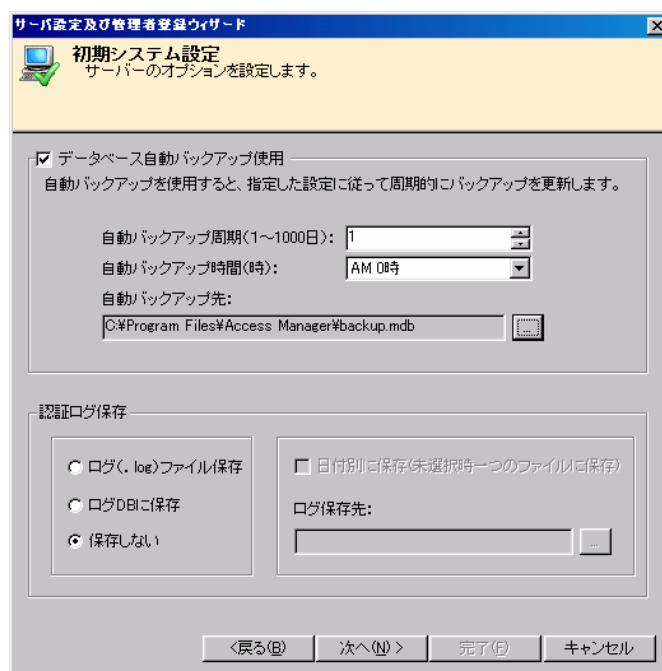 サーバ設定及び管理者登録ウィザード
初期システム設定
サーバーのオプションを設定します。
データベース自動バックアップ使用
自動バックアップを使用すると、指定した設定に従って周期的にバックアップを更新します。
自動バックアップ周期(1～1000日): 1
自動バックアップ時間(時): AM 0時
自動バックアップ先:
C:¥Program Files¥Access Manager¥backup.mdb ...
認証ログ保存
ログ(. log)ファイル保存
ログDBに保存
保存しない
日付別に保存(未選択時一つのファイルに保存)
ログ保存先:
...
<戻る(B) 次へ(N) > 完了(F) キャンセル